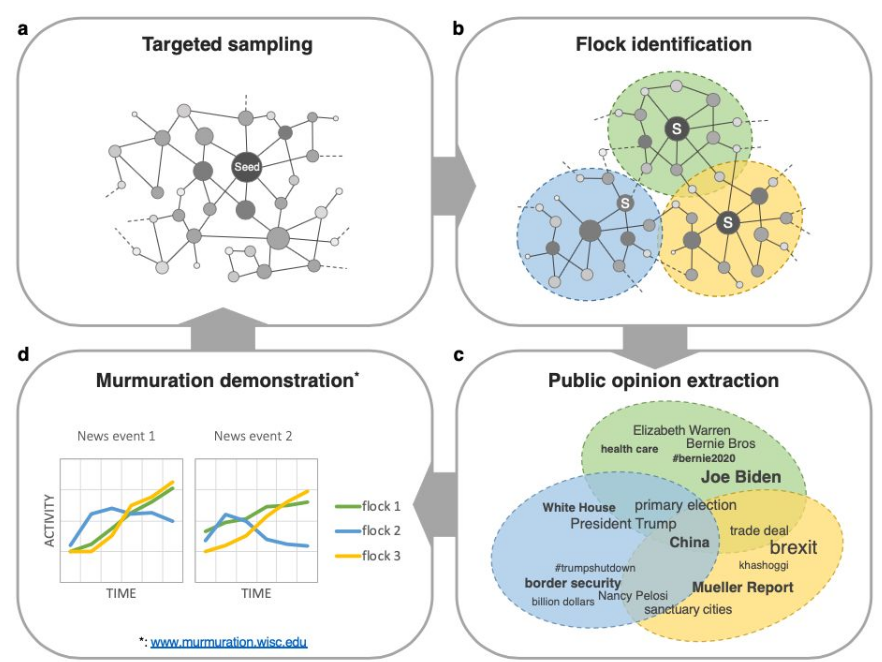 a
Targeted sampling
Seed
b
Flock identification
S
S
S
d
Murmuration demonstration*
News event 1
News event 2
ACTIVITY
TIME
TIME
flock 1
flock 2
flock 3
*: www.murmuration.wisc.edu
c
Public opinion extraction
Elizabeth Warren
health care
Bernie Bros
#bernie2020
Joe Biden
White House
primary election
President Trump
China
trade deal
brexit
khashoggi
#trumpshutdown
border security
Mueller Report
billion dollars
Nancy Pelosi
sanctuary cities